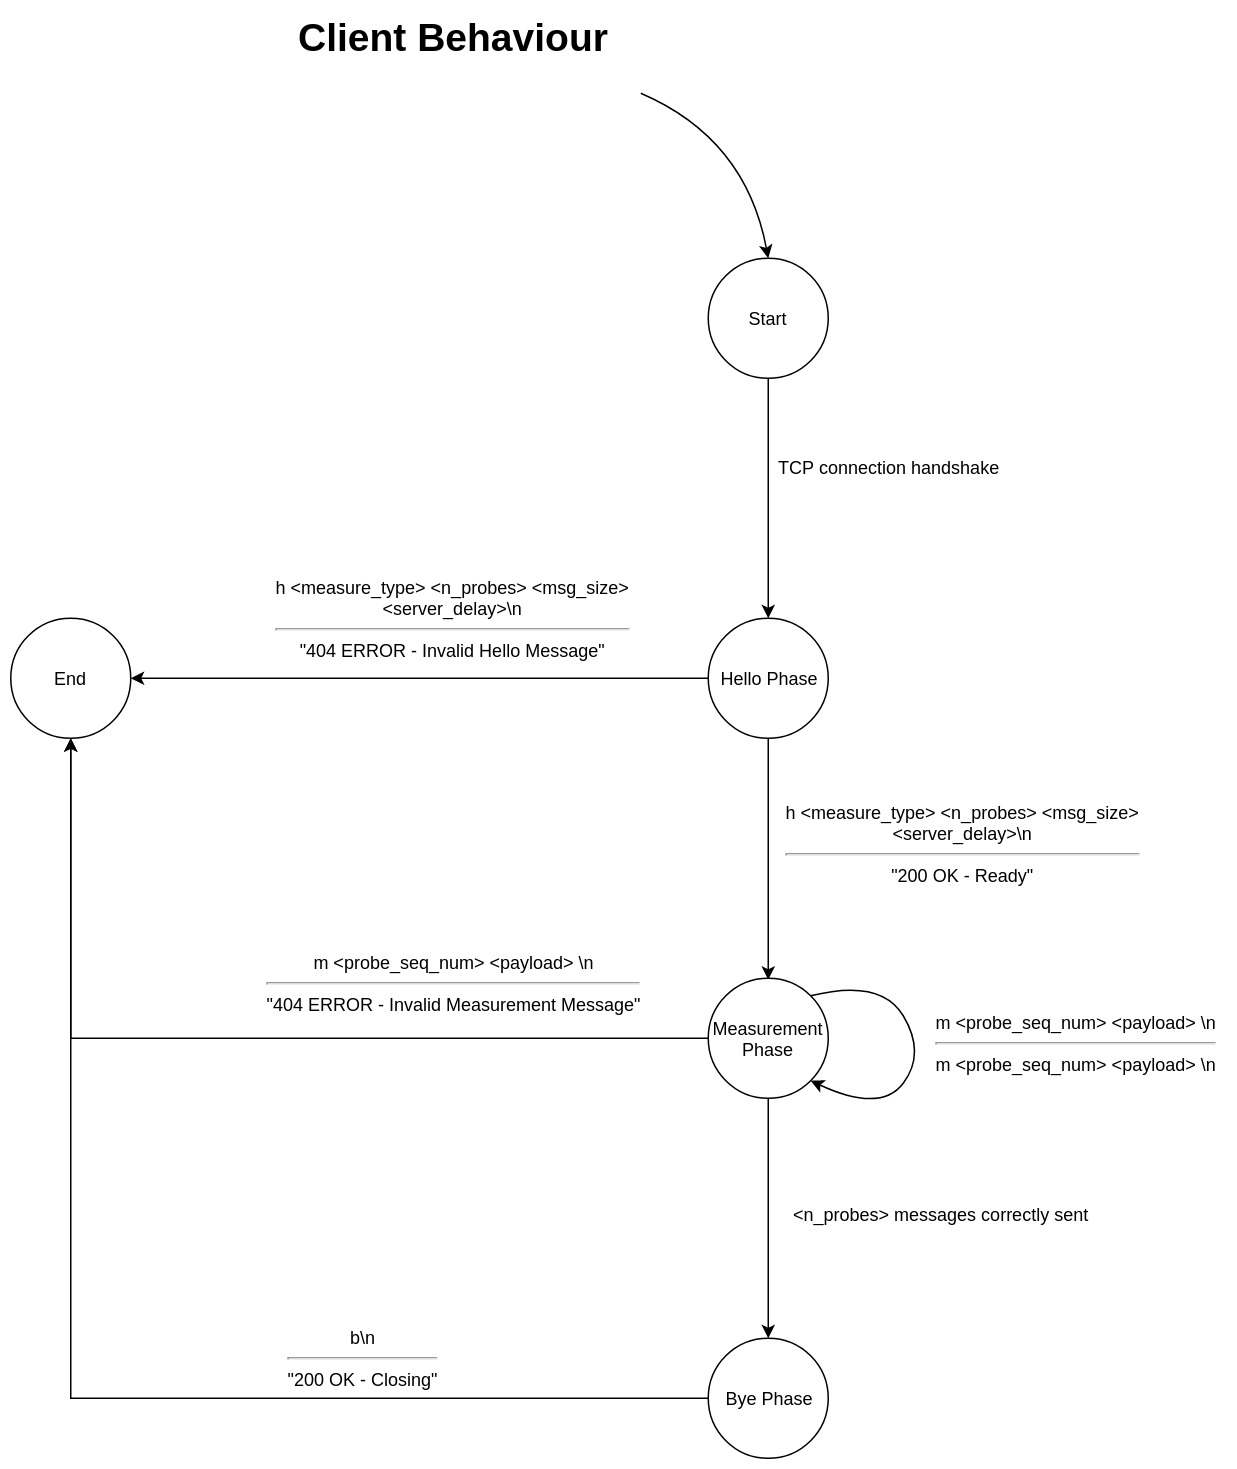 Client Behaviour
Start
TCP connection handshake
h <measure_type> <n_probes> <msg_size>
<server_delay>\n
"404 ERROR - Invalid Hello Message"
End
Hello Phase
h <measure_type> <n_probes> <msg_size>
<server_delay>\n
"200 OK - Ready"
m <probe_seq_num> <payload> \n
"404 ERROR - Invalid Measurement Message"
Measurement
Phase
m <probe_seq_num> <payload> \n
m <probe_seq_num> <payload> \n
<n_probes> messages correctly sent
b\n
"200 OK - Closing"
Bye Phase